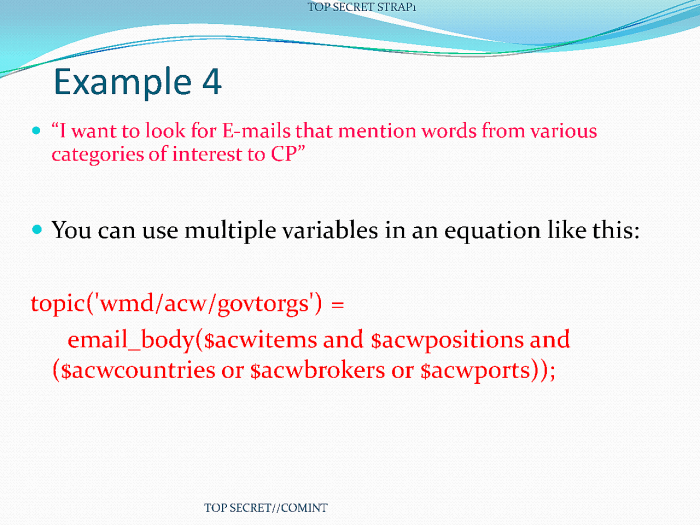 TOP SECRET STRAP1
Example 4
“I want to look for E-mails that mention words from various
categories of interest to CP”
You can use multiple variables in an equation like this:
topic('wmd/acw/govtorgs') =
email_body($acwitems and $acwpositions and
($acwcountries or $acwbrokers or $acwports));
TOP SECRET//COMINT